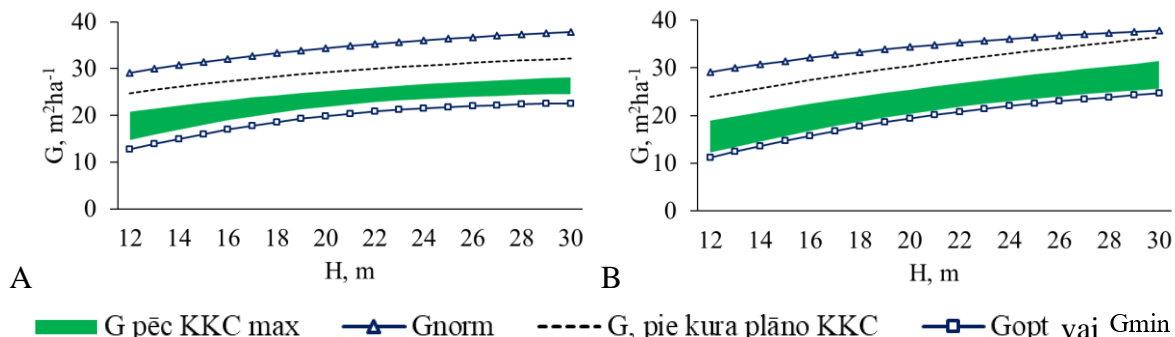 40
30
20
10
0
G, m²ha⁻¹
12 14 16 18 20 22 24 26 28 30
H, m
A
40
30
20
10
0
G, m²ha⁻¹
12 14 16 18 20 22 24 26 28 30
H, m
B
G pēc KKC max Gnorm G, pie kura plāno KKC Gopt vai Gmin